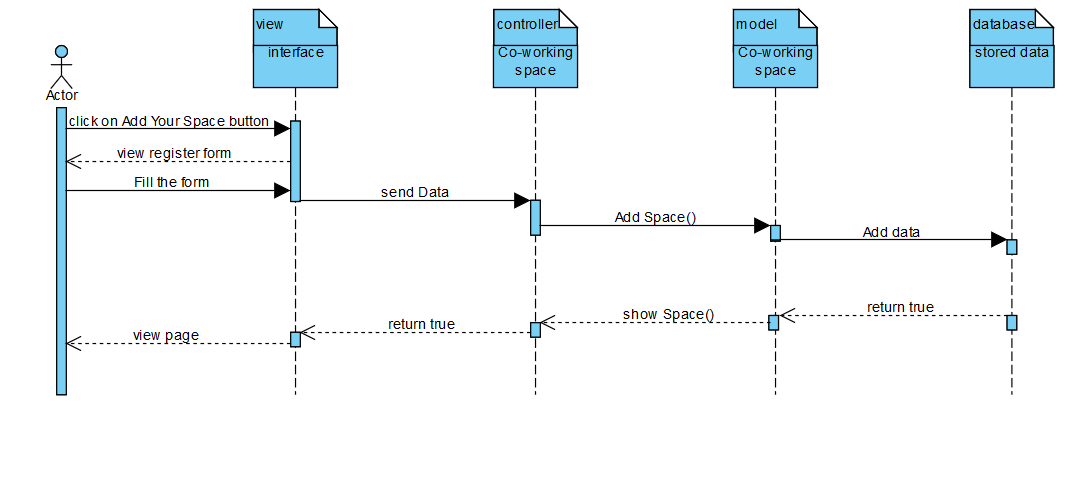 view
interface
controller
Co-working
space
model
Co-working
space
database
stored data
Actor
click on Add Your Space button
view register form
Fill the form
send Data
Add Space()
Add data
return true
show Space()
return true
view page